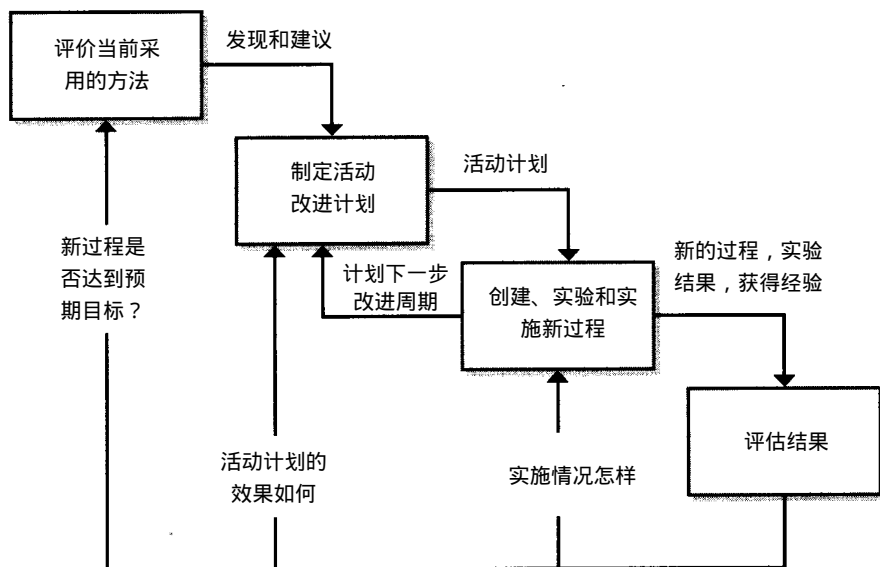 评价当前采
用的方法
发现和建议
制定活动
改进计划
活动计划
新过程是
否达到预
期目标？
计划下一步
改进周期
创建、实验和实
施新过程
新的过程，实验
结果，获得经验
评估结果
活动计划的
效果如何
实施情况怎样